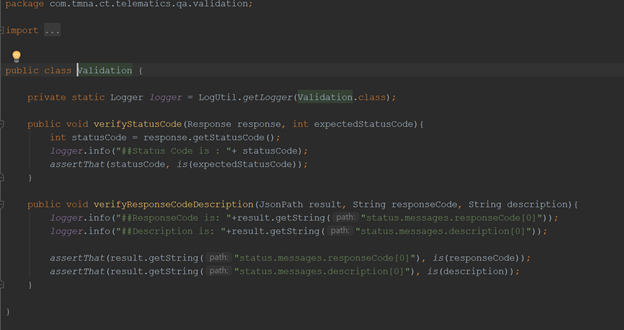 package com.tmna.ct.telematics.qa.validation;
import ...
public class Validation {
private static Logger logger = LogUtil.getLogger(Validation.class);
public void verifyStatusCode(Response response, int expectedStatusCode){
int statusCode = response.getStatusCode();
logger.info("##Status Code is : "+ statusCode);
assertThat(statusCode, is(expectedStatusCode));
}
public void verifyResponseCodeDescription(JsonPath result, String responseCode, String description){
logger.info("##ResponseCode is: "+result.getString( path: "status.messages.responseCode[0]"));
logger.info("##Description is: "+result.getString( path: "status.messages.description[0]"));
assertThat(result.getString( path: "status.messages.responseCode[0]"), is(responseCode));
assertThat(result.getString( path: "status.messages.description[0]"), is(description));
}
}